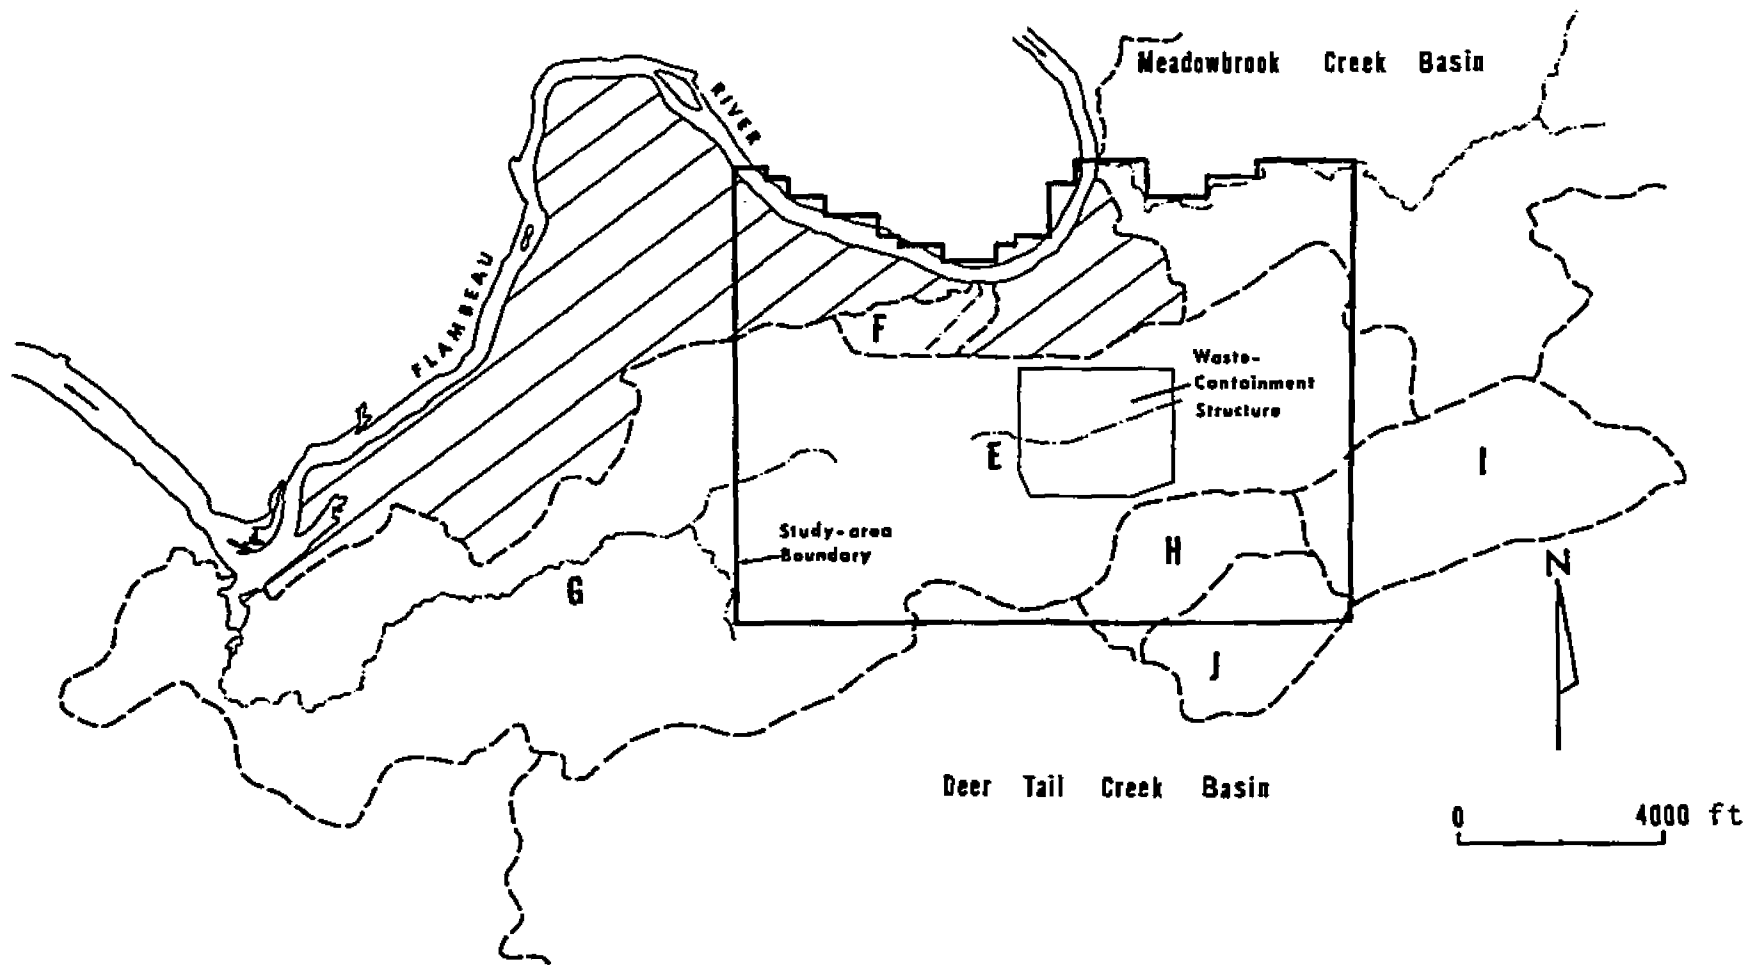 Meadowbrook Creek Basin
RIVER
FLAMBEAU
F
Waste-
Containment
Structure
E
I
Study-area
Boundary
H
N
G
J
Deer Tail Creek Basin
0 4000 ft